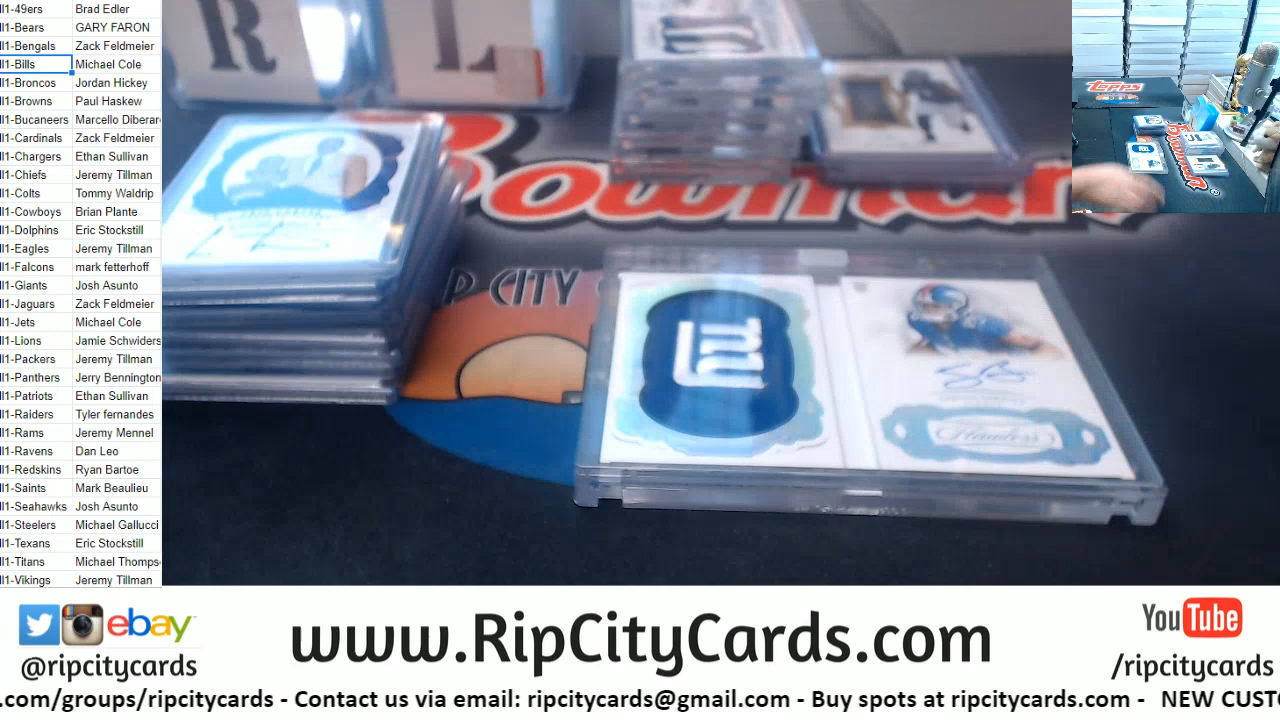 ll1-49ers Brad Edler
ll1-Bears GARY FARON
ll1-Bengals Zack Feldmeier
ll1-Bills Michael Cole
ll1-Broncos Jordan Hickey
ll1-Browns Paul Haskew
ll1-Bucaneers Marcello Diberar
ll1-Cardinals Zack Feldmeier
ll1-Chargers Ethan Sullivan
ll1-Chiefs Jeremy Tillman
ll1-Colts Tommy Waldrip
ll1-Cowboys Brian Plante
ll1-Dolphins Eric Stockstill
ll1-Eagles Jeremy Tillman
ll1-Falcons mark fetterhoff
ll1-Giants Josh Asunto
ll1-Jaguars Zack Feldmeier
ll1-Jets Michael Cole
ll1-Lions Jamie Schwiders
ll1-Packers Jeremy Tillman
ll1-Panthers Jerry Bennington
ll1-Patriots Ethan Sullivan
ll1-Raiders Tyler fernandes
ll1-Rams Jeremy Mennel
ll1-Ravens Dan Leo
ll1-Redskins Ryan Bartoe
ll1-Saints Mark Beaulieu
ll1-Seahawks Josh Asunto
ll1-Steelers Michael Gallucci
ll1-Texans Eric Stockstill
ll1-Titans Michael Thomps
ll1-Vikings Jeremy Tillman
R
topps
Bowman
Bowman
P CITY
ny
Flawless
ebay
@ripcitycards
www.RipCityCards.com
YouTube
/ripcitycards
.com/groups/ripcitycards - Contact us via email: ripcitycards@gmail.com - Buy spots at ripcitycards.com - NEW CUSTO